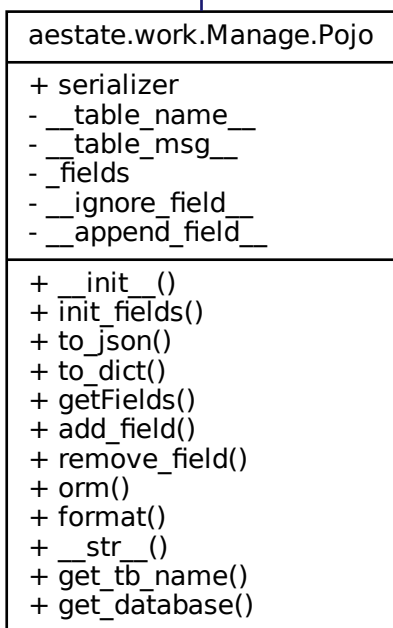 aestate.work.Manage.Pojo
+ serializer
- __table_name__
- __table_msg__
- _fields
- __ignore_field__
- __append_field__
+ __init__()
+ init_fields()
+ to_json()
+ to_dict()
+ getFields()
+ add_field()
+ remove_field()
+ orm()
+ format()
+ __str__()
+ get_tb_name()
+ get_database()